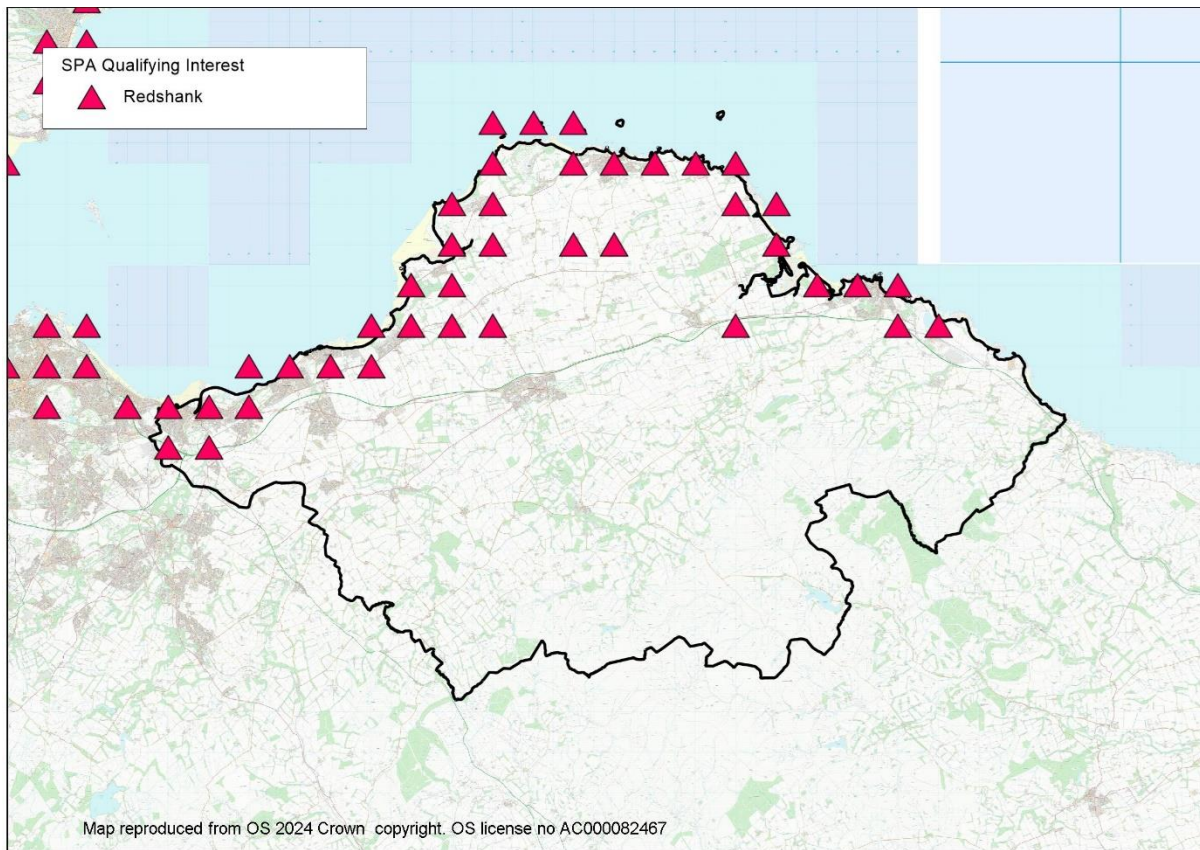 SPA Qualifying Interest
Redshank
Map reproduced from OS 2024 Crown copyright. OS license no AC000082467